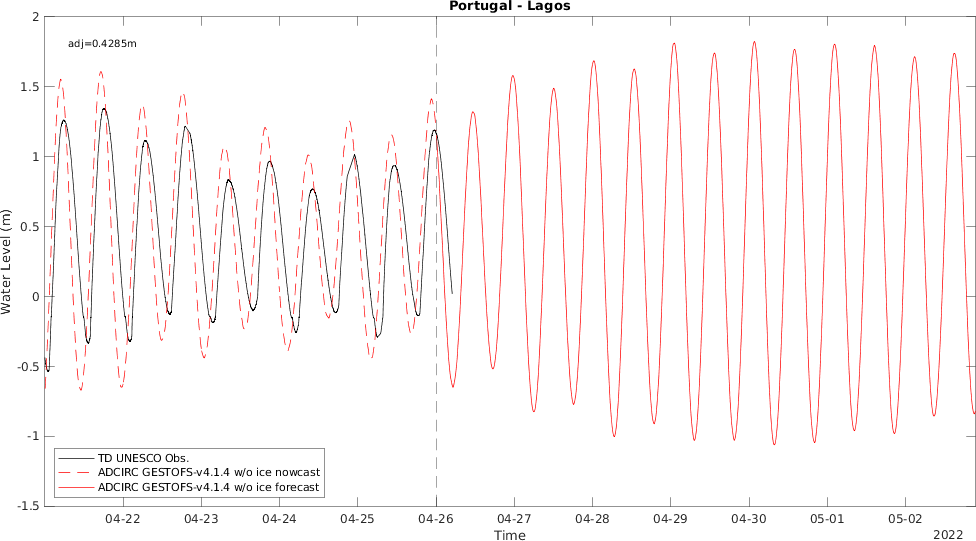 Portugal - Lagos
adj=0.4285m
Water Level (m)
2
1.5
1
0.5
0
-0.5
-1
-1.5
TD UNESCO Obs.
ADCIRC GESTOFS-v4.1.4 w/o ice nowcast
ADCIRC GESTOFS-v4.1.4 w/o ice forecast
04-22 04-23 04-24 04-25 04-26 04-27 04-28 04-29 04-30 05-01 05-02
Time
2022